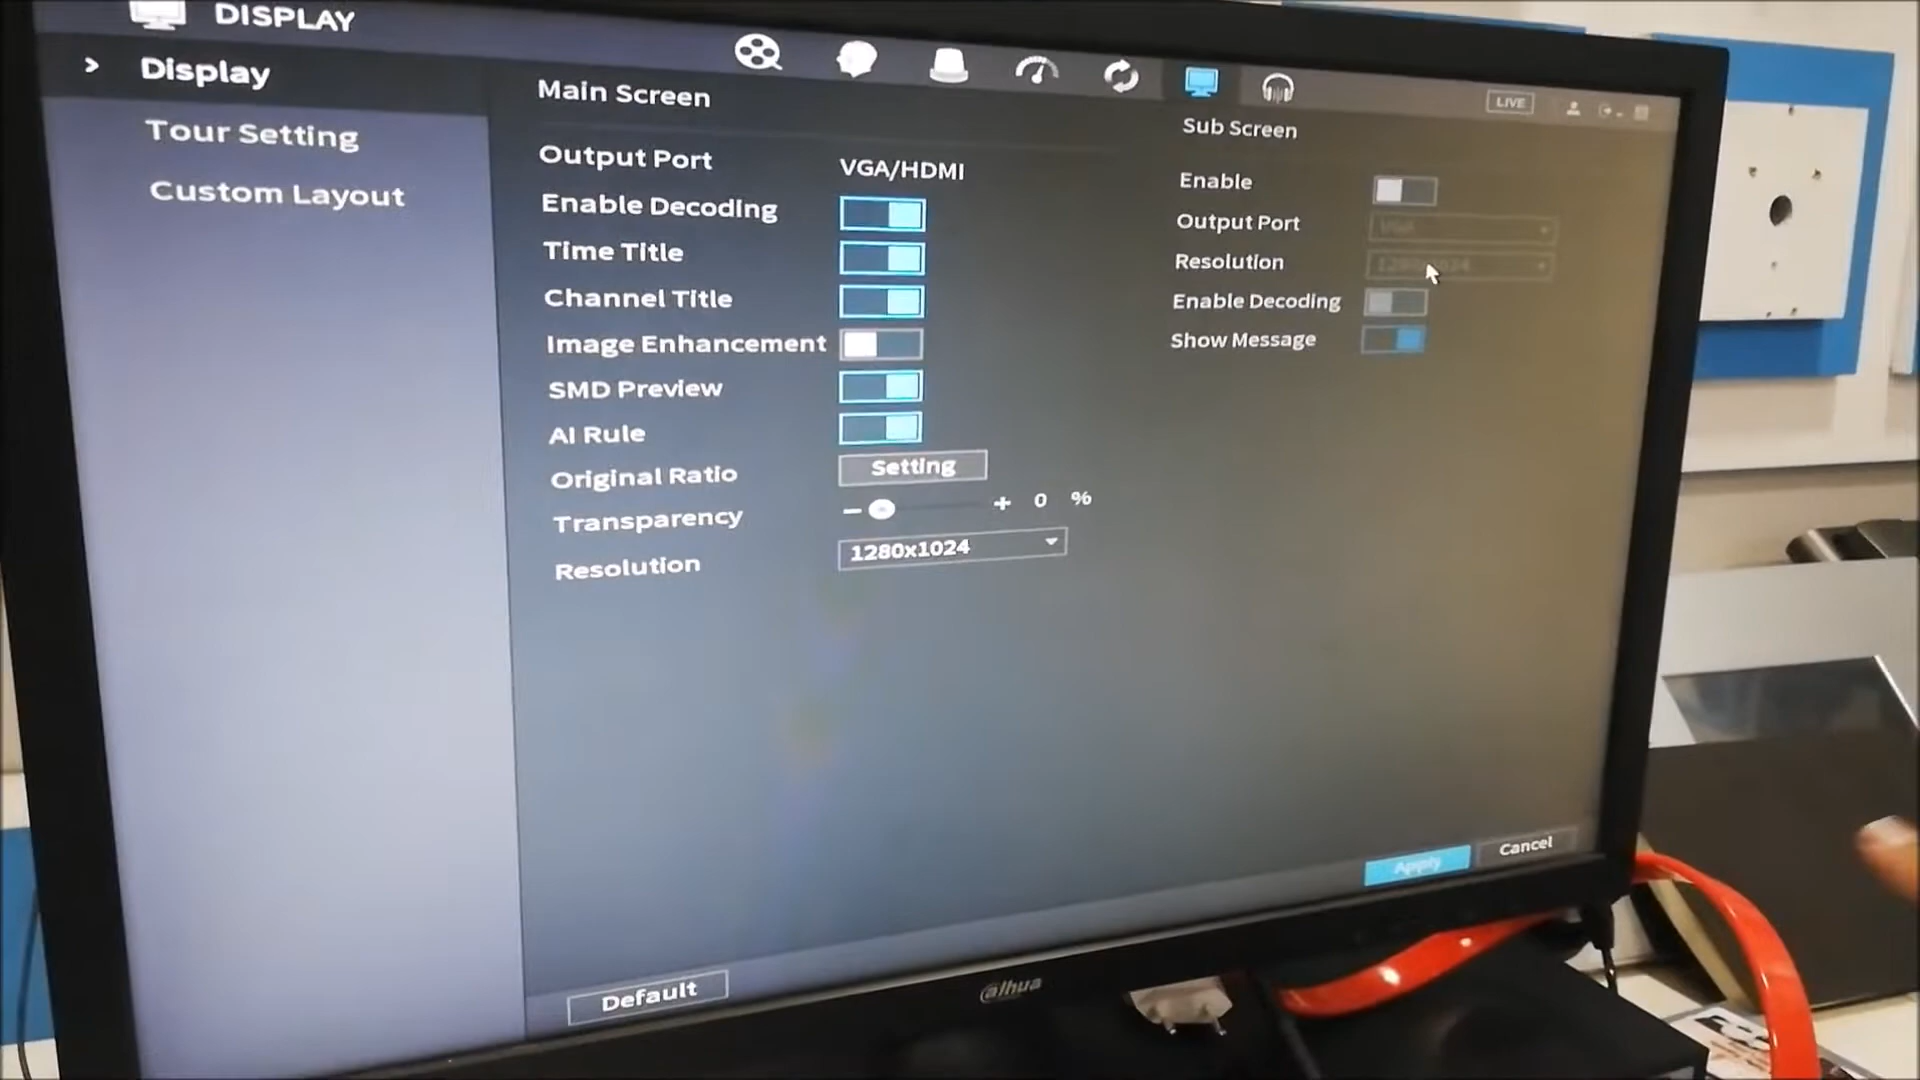 DISPLAY
> Display
Tour Setting
Custom Layout
LIVE
Main Screen
Output Port VGA/HDMI
Enable Decoding
Time Title
Channel Title
Image Enhancement
SMD Preview
AI Rule
Original Ratio Setting
Transparency − + 0 %
Resolution 1280x1024
Sub Screen
Enable
Output Port VGA
Resolution 1280x1024
Enable Decoding
Show Message
Apply Cancel
Default
alhua